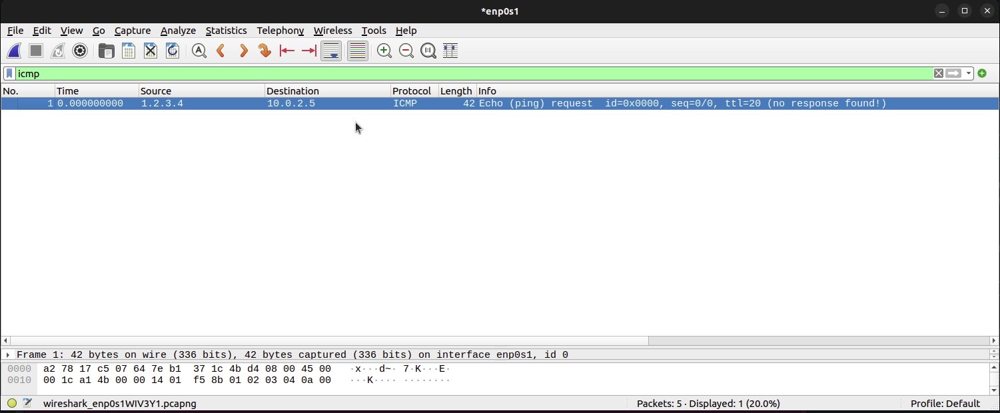 *enp0s1
File Edit View Go Capture Analyze Statistics Telephony Wireless Tools Help
icmp
No. Time Source Destination Protocol Length Info
1 0.000000000 1.2.3.4 10.0.2.5 ICMP 42 Echo (ping) request id=0x0000, seq=0/0, ttl=20 (no response found!)
Frame 1: 42 bytes on wire (336 bits), 42 bytes captured (336 bits) on interface enp0s1, id 0
0000 a2 78 17 c5 07 64 7e b1 37 1c 4b d4 08 00 45 00 ·x···d~· 7·K···E·
0010 00 1c a1 4b 00 00 14 01 f5 8b 01 02 03 04 0a 00 ···K···· ········
wireshark_enp0s1WIV3Y1.pcapng Packets: 5 · Displayed: 1 (20.0%) Profile: Default